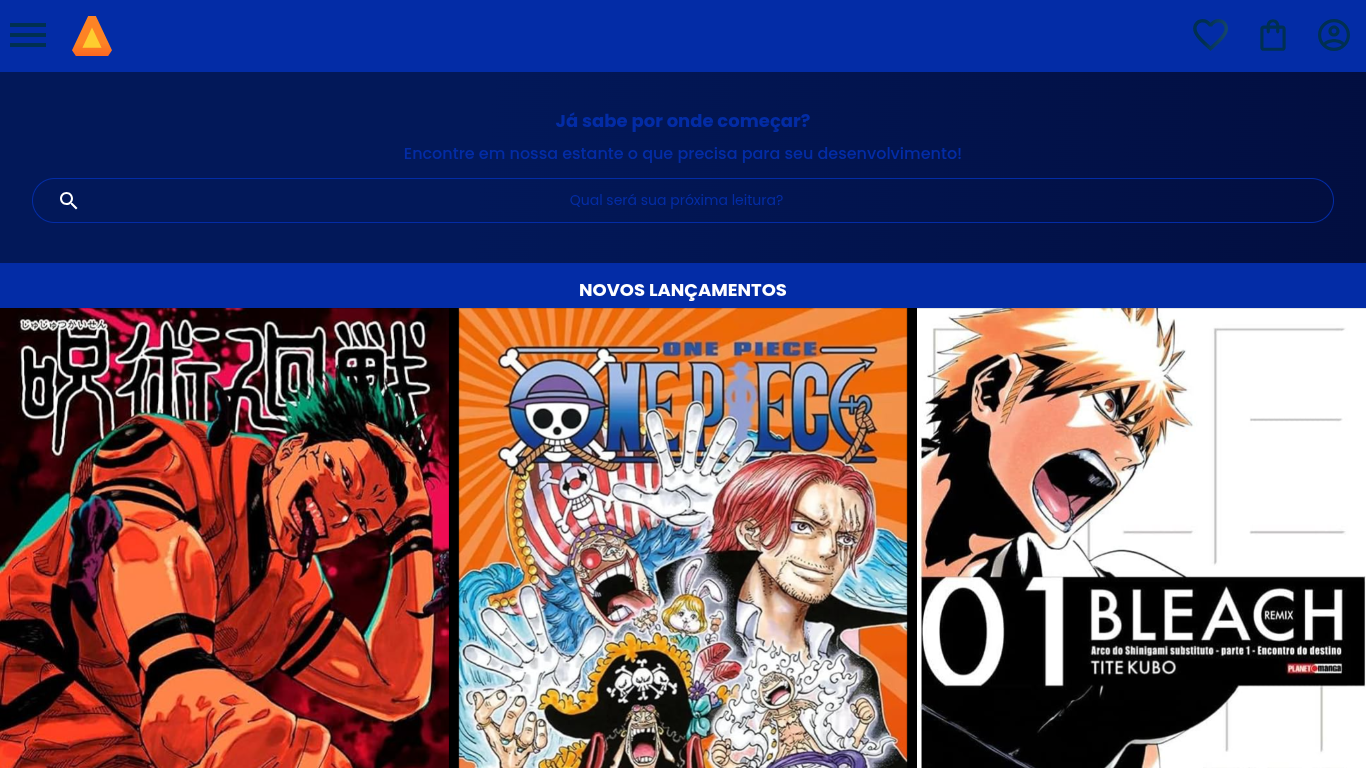 Já sabe por onde começar?
Encontre em nossa estante o que precisa para seu desenvolvimento!
Qual será sua próxima leitura?
NOVOS LANÇAMENTOS
じゅじゅつかいせん
呪術廻戦
ONE PIECE
ONE PIECE
01 BLEACH REMIX
Arco do Shinigami substituto - parte 1 - Encontro do destino
TITE KUBO
PLANET MANGA